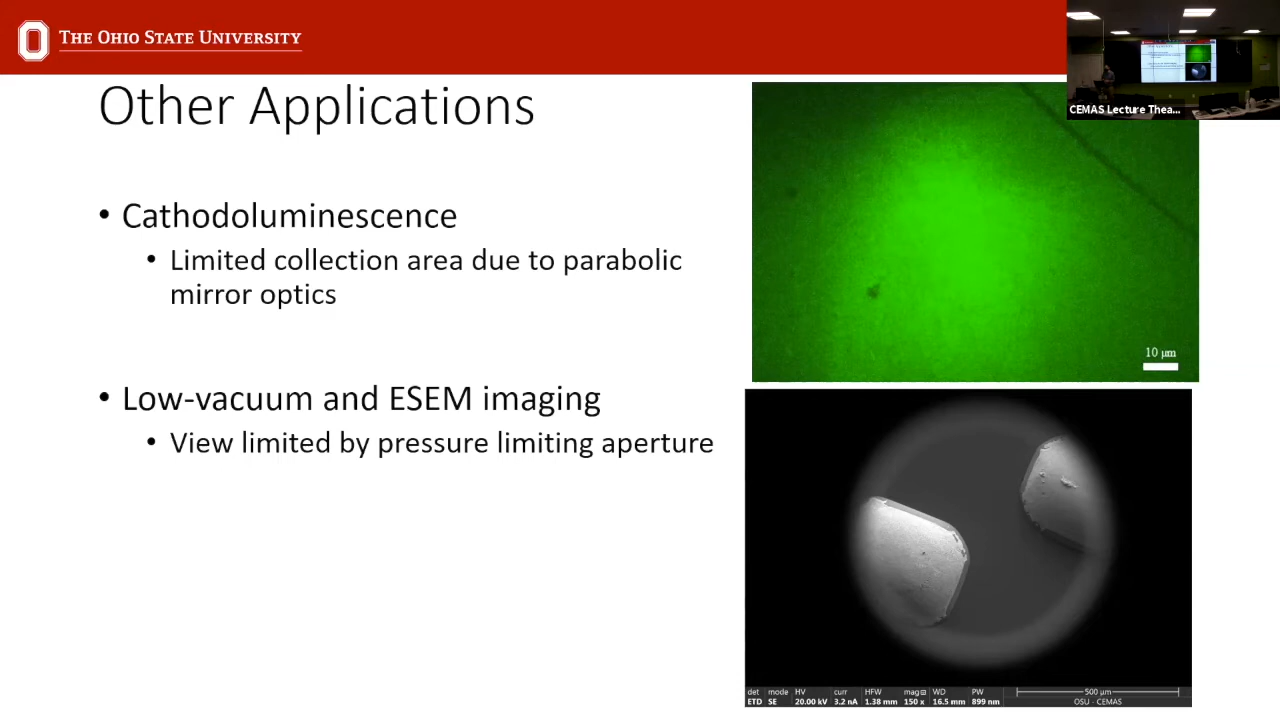 THE OHIO STATE UNIVERSITY
Other Applications
• Cathodoluminescence
• Limited collection area due to parabolic
mirror optics
• Low-vacuum and ESEM imaging
• View limited by pressure limiting aperture
CEMAS Lecture Thea...
10 µm
det mode HV curr HFW mag WD PW
ETD SE 20.00 kV 3.2 nA 1.38 mm 150 x 16.5 mm 899 nm
500 µm
OSU - CEMAS